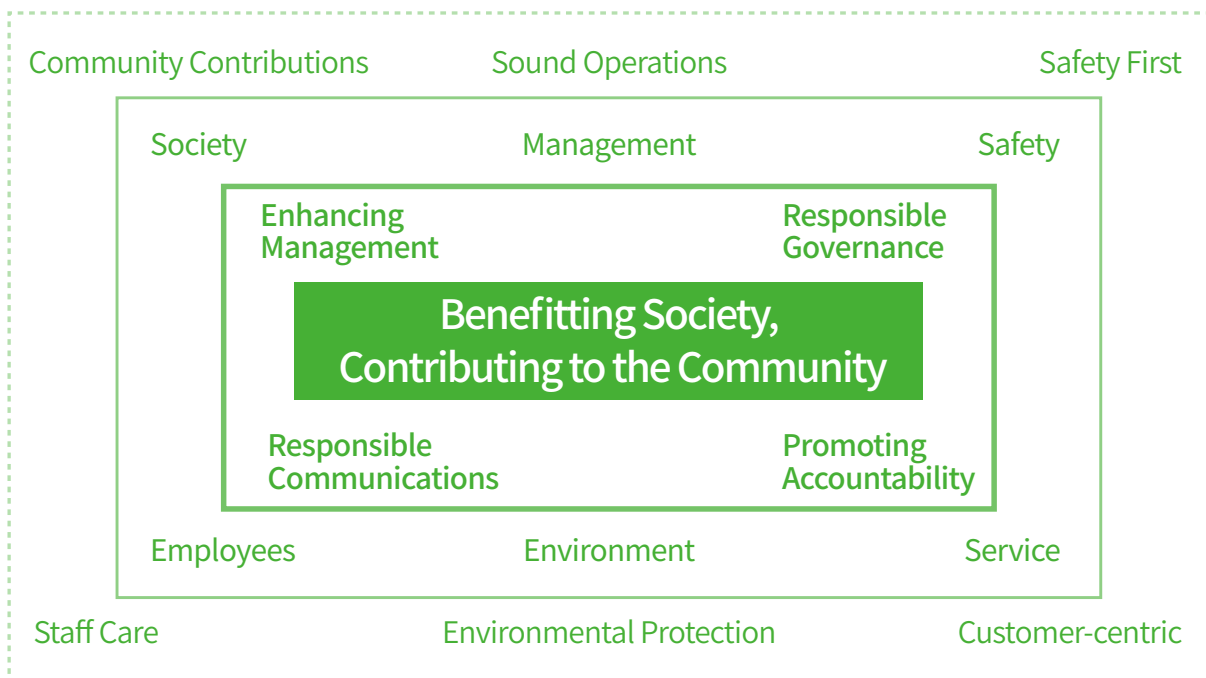 Community Contributions
Sound Operations
Safety First
Society
Management
Safety
Enhancing
Management
Responsible
Governance
Benefitting Society,
Contributing to the Community
Responsible
Communications
Promoting
Accountability
Employees
Environment
Service
Staff Care
Environmental Protection
Customer-centric